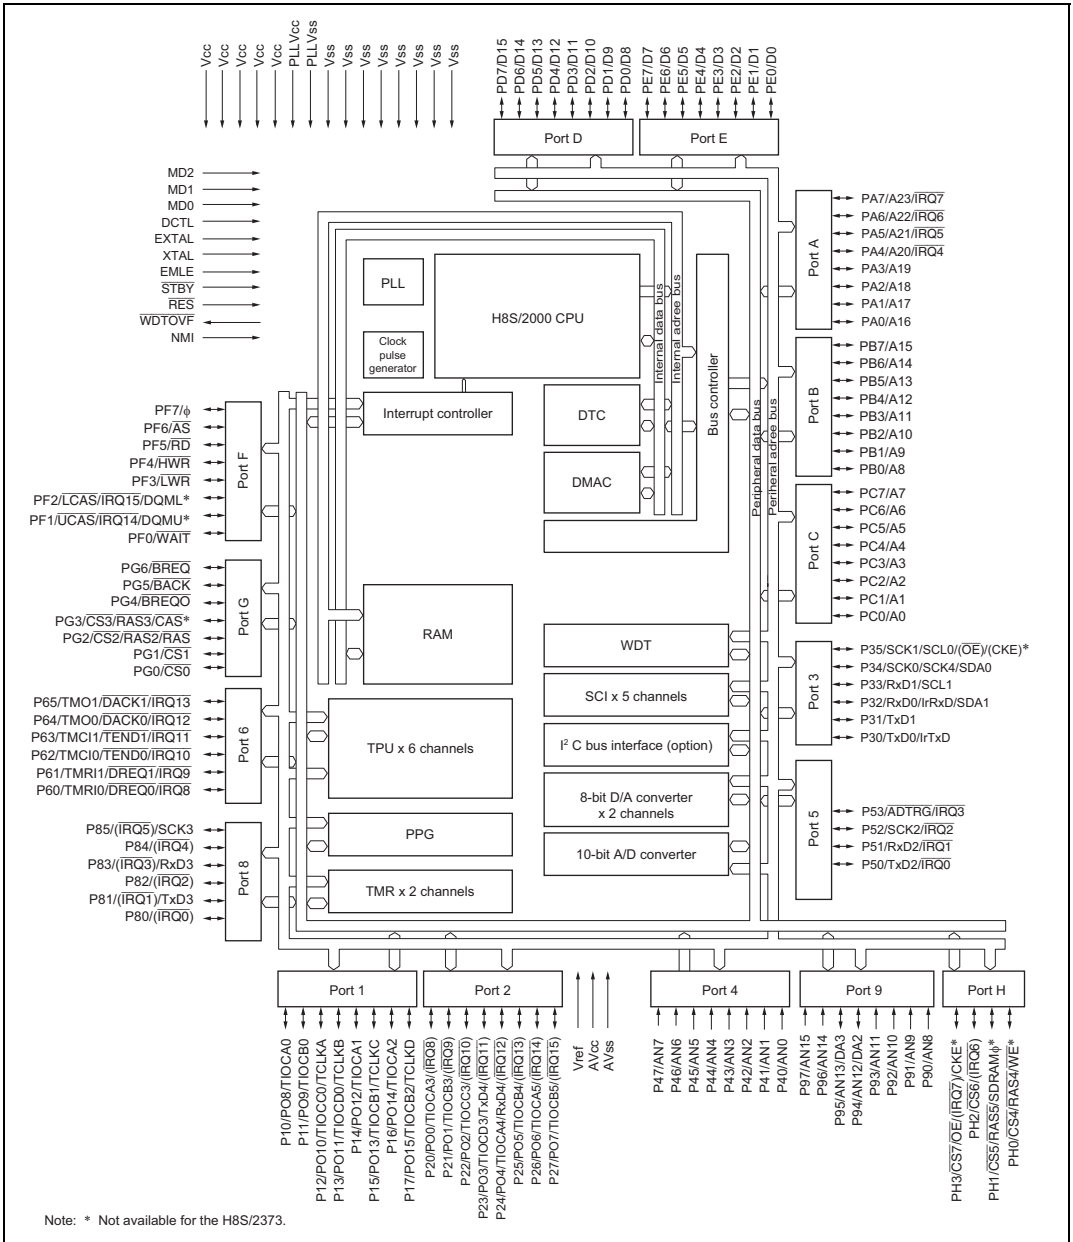 Vcc
Vcc
Vcc
Vcc
Vcc
PLLVcc
PLLVss
Vss
Vss
Vss
Vss
Vss
Vss
Vss
Vss
PD7/D15
PD6/D14
PD5/D13
PD4/D12
PD3/D11
PD2/D10
PD1/D9
PD0/D8
PE7/D7
PE6/D6
PE5/D5
PE4/D4
PE3/D3
PE2/D2
PE1/D1
PE0/D0
Port D
Port E
MD2
MD1
MD0
DCTL
EXTAL
XTAL
EMLE
STBY
RES
WDTOVF
NMI
PLL
Clock
pulse
generator
H8S/2000 CPU
Interrupt controller
DTC
DMAC
Internal data bus
Internal adree bus
Bus controller
Peripheral data bus
Periheral adree bus
Port A
PA7/A23/IRQ7
PA6/A22/IRQ6
PA5/A21/IRQ5
PA4/A20/IRQ4
PA3/A19
PA2/A18
PA1/A17
PA0/A16
Port B
PB7/A15
PB6/A14
PB5/A13
PB4/A12
PB3/A11
PB2/A10
PB1/A9
PB0/A8
Port C
PC7/A7
PC6/A6
PC5/A5
PC4/A4
PC3/A3
PC2/A2
PC1/A1
PC0/A0
PF7/ϕ
PF6/AS
PF5/RD
PF4/HWR
PF3/LWR
PF2/LCAS/IRQ15/DQML*
PF1/UCAS/IRQ14/DQMU*
PF0/WAIT
Port F
PG6/BREQ
PG5/BACK
PG4/BREQO
PG3/CS3/RAS3/CAS*
PG2/CS2/RAS2/RAS
PG1/CS1
PG0/CS0
Port G
RAM
WDT
SCI x 5 channels
I² C bus interface (option)
8-bit D/A converter
x 2 channels
10-bit A/D converter
Port 3
P35/SCK1/SCL0/(OE)/(CKE)*
P34/SCK0/SCK4/SDA0
P33/RxD1/SCL1
P32/RxD0/IrRxD/SDA1
P31/TxD1
P30/TxD0/IrTxD
P65/TMO1/DACK1/IRQ13
P64/TMO0/DACK0/IRQ12
P63/TMCI1/TEND1/IRQ11
P62/TMCI0/TEND0/IRQ10
P61/TMRI1/DREQ1/IRQ9
P60/TMRI0/DREQ0/IRQ8
Port 6
TPU x 6 channels
PPG
TMR x 2 channels
Port 5
P53/ADTRG/IRQ3
P52/SCK2/IRQ2
P51/RxD2/IRQ1
P50/TxD2/IRQ0
P85/(IRQ5)/SCK3
P84/(IRQ4)
P83/(IRQ3)/RxD3
P82/(IRQ2)
P81/(IRQ1)/TxD3
P80/(IRQ0)
Port 8
Port 1
Port 2
Port 4
Port 9
Port H
P10/PO8/TIOCA0
P11/PO9/TIOCB0
P12/PO10/TIOCC0/TCLKA
P13/PO11/TIOCD0/TCLKB
P14/PO12/TIOCA1
P15/PO13/TIOCB1/TCLKC
P16/PO14/TIOCA2
P17/PO15/TIOCB2/TCLKD
P20/PO0/TIOCA3/(IRQ8)
P21/PO1/TIOCB3/(IRQ9)
P22/PO2/TIOCC3/(IRQ10)
P23/PO3/TIOCD3/TxD4/(IRQ11)
P24/PO4/TIOCA4/RxD4/(IRQ12)
P25/PO5/TIOCB4/(IRQ13)
P26/PO6/TIOCA5/(IRQ14)
P27/PO7/TIOCB5/(IRQ15)
Vref
AVcc
AVss
P47/AN7
P46/AN6
P45/AN5
P44/AN4
P43/AN3
P42/AN2
P41/AN1
P40/AN0
P97/AN15
P96/AN14
P95/AN13/DA3
P94/AN12/DA2
P93/AN11
P92/AN10
P91/AN9
P90/AN8
PH3/CS7/OE/(IRQ7)/CKE*
PH2/CS6/(IRQ6)
PH1/CS5/RAS5/SDRAMϕ*
PH0/CS4/RAS4/WE*
Note: * Not available for the H8S/2373.